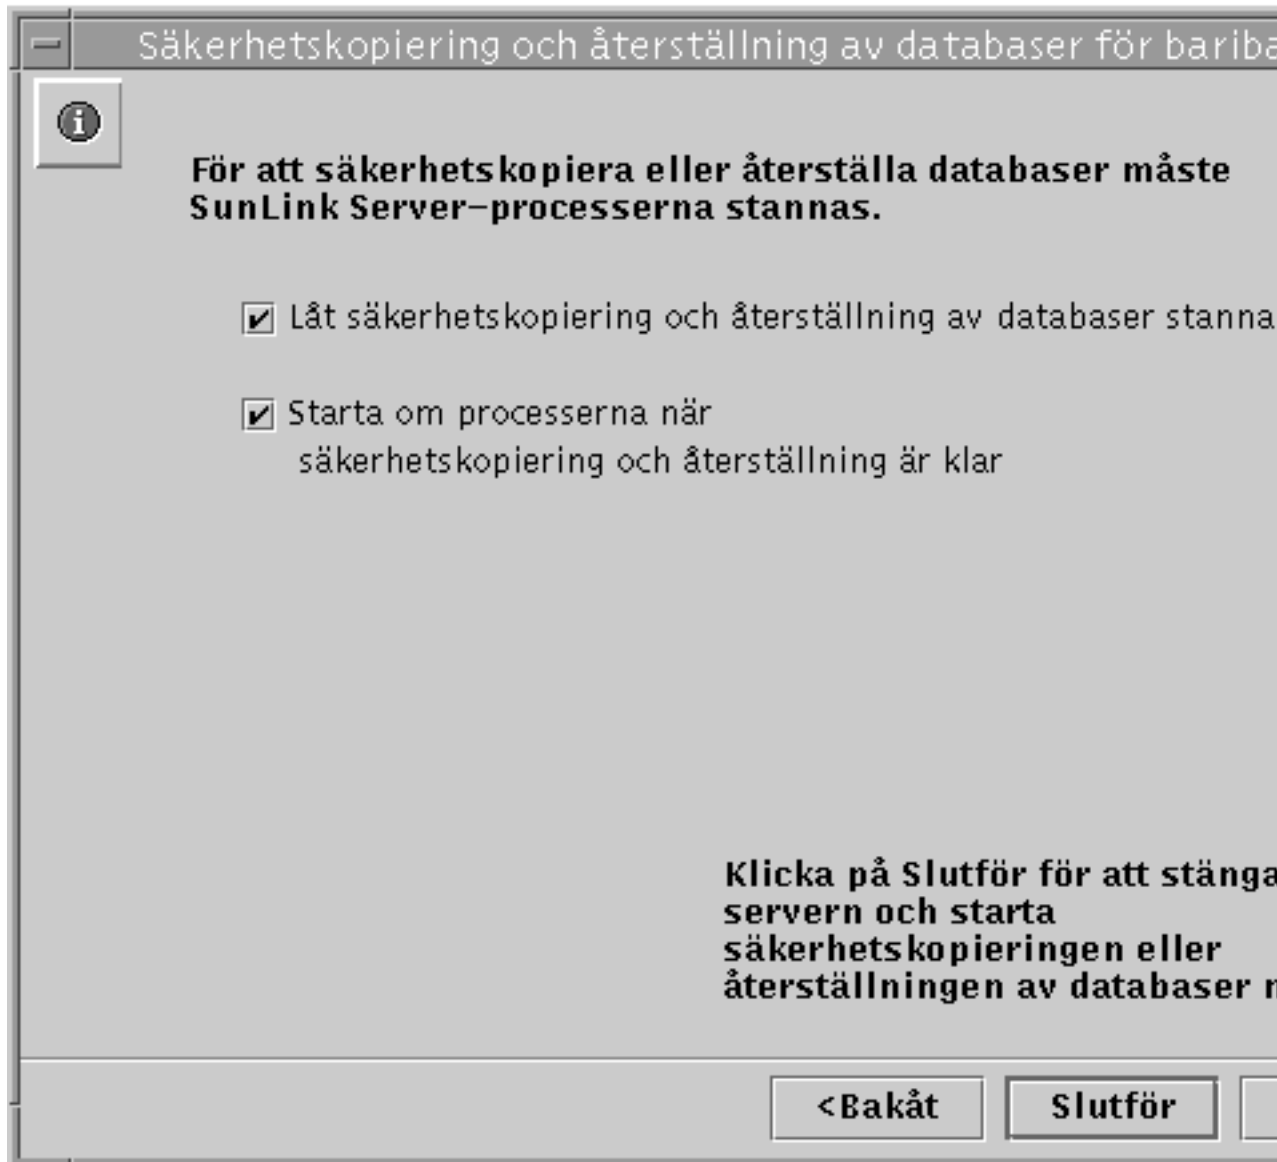 Säkerhetskopiering och återställning av databaser för bariba
För att säkerhetskopiera eller återställa databaser måste
SunLink Server-processerna stannas.
Låt säkerhetskopiering och återställning av databaser stanna
Starta om processerna när
säkerhetskopiering och återställning är klar
Klicka på Slutför för att stänga
servern och starta
säkerhetskopieringen eller
återställningen av databaser
<Bakåt
Slutför